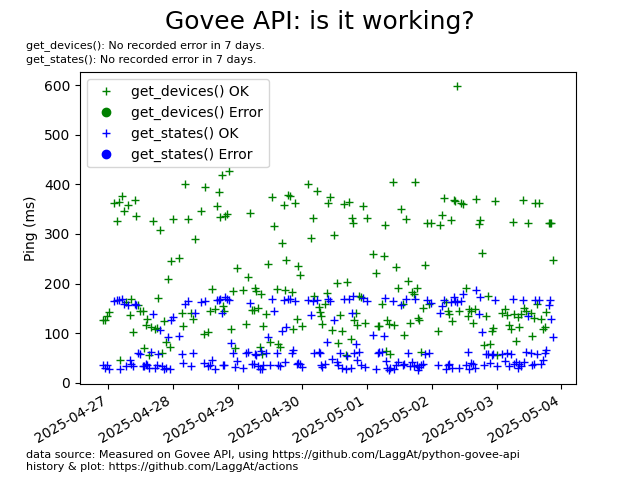 Govee API: is it working?
get_devices(): No recorded error in 7 days.
get_states(): No recorded error in 7 days.
get_devices() OK
get_devices() Error
get_states() OK
get_states() Error
Ping (ms)
600
500
400
300
200
100
0
2025-04-27
2025-04-28
2025-04-29
2025-04-30
2025-05-01
2025-05-02
2025-05-03
2025-05-04
data source: Measured on Govee API, using https://github.com/LaggAt/python-govee-api
history & plot: https://github.com/LaggAt/actions